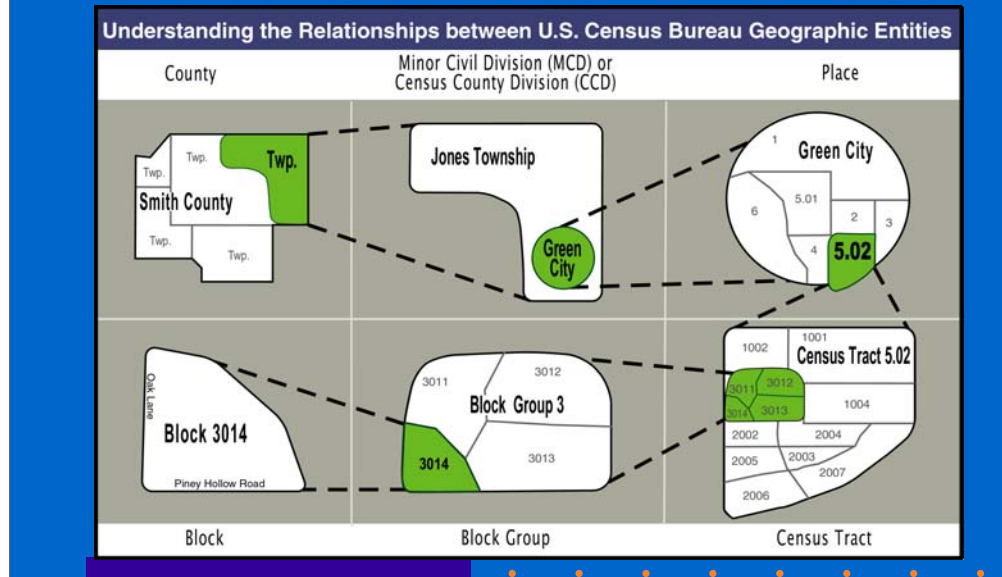 Understanding the Relationships between U.S. Census Bureau Geographic Entities
County
Minor Civil Division (MCD) or
Census County Division (CCD)
Place
Twp.
Twp.
Twp.
Smith County
Twp.
Twp.
Jones Township
Green
City
1
Green City
5.01
6
2
3
4
5.02
Oak Lane
Block 3014
Piney Hollow Road
3011
3012
Block Group 3
3014
3013
1001
1002
Census Tract 5.02
3011
3012
3014
3013
1004
2002
2004
2005
2003
2007
2006
Block
Block Group
Census Tract